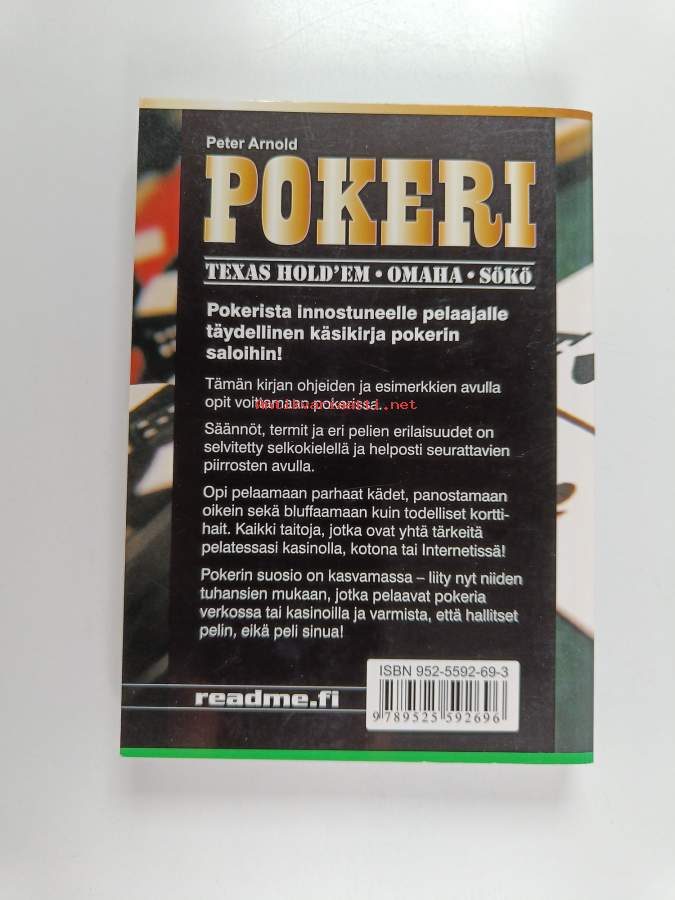 Peter Arnold
POKERI
TEXAS HOLD'EM • OMAHA • SÖKÖ
Pokerista innostuneelle pelaajalle
täydellinen käsikirja pokerin
saloihin!
Tämän kirjan ohjeiden ja esimerkkien avulla
opit voittamaan pokerissa.
Säännöt, termit ja eri pelien erilaisuudet on
selvitetty selkokielellä ja helposti seurattavien
piirrosten avulla.
Opi pelaamaan parhaat kädet, panostamaan
oikein sekä bluffaamaan kuin todelliset kortti-
hait. Kaikki taitoja, jotka ovat yhtä tärkeitä
pelatessasi kasinolla, kotona tai Internetissä!
Pokerin suosio on kasvamassa – liity nyt niiden
tuhansien mukaan, jotka pelaavat pokeria
verkossa tai kasinoilla ja varmista, että hallitset
pelin, eikä peli sinua!
ISBN 952-5592-69-3
readme.fi
9 789525 592696